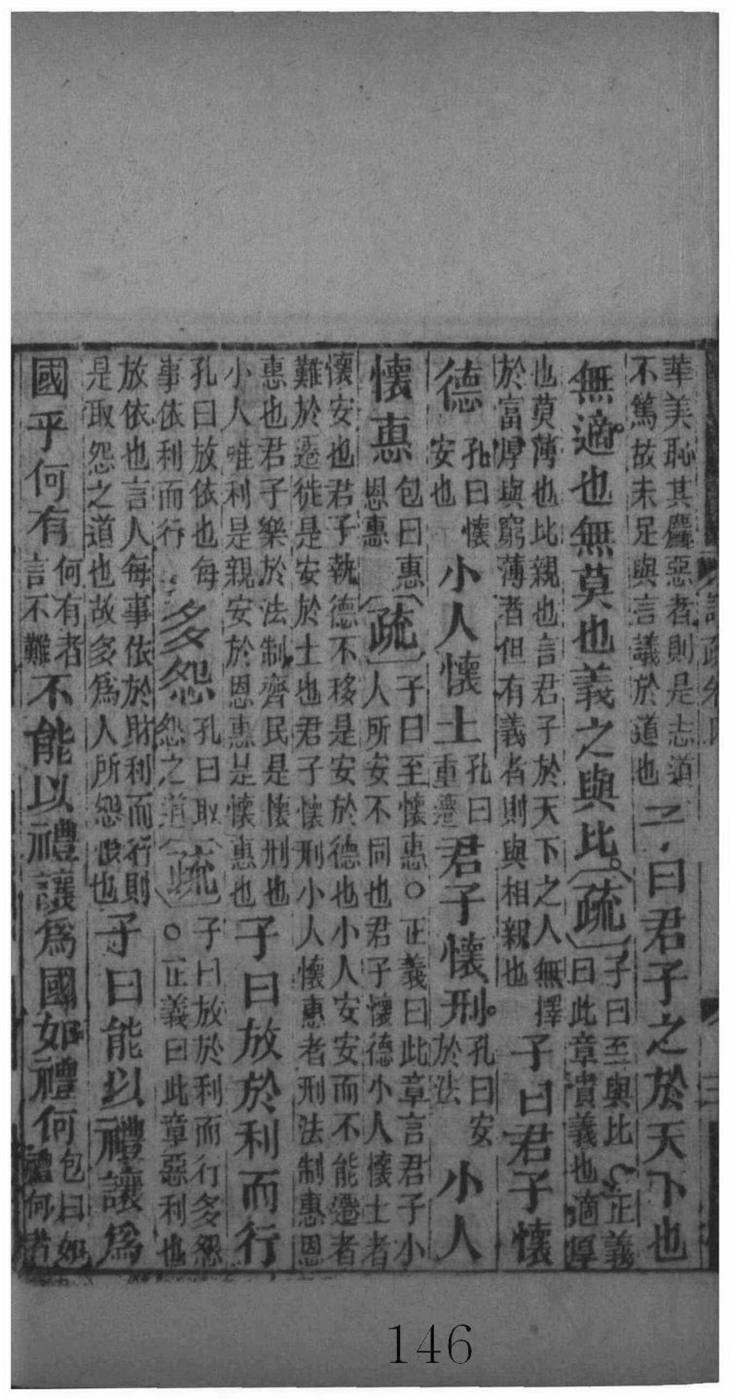 華美恥其麤惡者則是志道
不篤故未足與言議於道也
子曰君子之於天下也
無適也無莫也義之與比
疏
子曰至與比○正義
曰此章貴義也適厚
也莫薄也比親也言君子於天下之人無擇
於富厚與窮薄者但有義者則與相親也
子曰君子懷
德
孔曰懷
安也
小人懷土
孔曰
重遷
君子懷刑
孔曰安
於法
小人
懷惠
包曰惠
恩惠
疏
子曰至懷惠○正義曰此章言君子小
人所安不同也君子懷德小人懷土者
懷安也君子執德不移是安於德也小人安安而不能遷者
難於遷徙是安於土也君子懷刑小人懷惠者刑法制惠恩
惠也君子樂於法制齊民是懷刑也
小人唯利是親安於恩惠是懷惠也
子曰放於利而行
孔曰放依也每
事依利而行
多怨
孔曰取
怨之道
疏
子曰放於利而行多怨
○正義曰此章惡利也
放依也言人每事依於財利而行則
是取怨之道也故多為人所怨恨也
子曰能以禮讓為
國乎何有
何有者
言不難
不能以禮讓為國如禮何
包曰如
禮何者
146